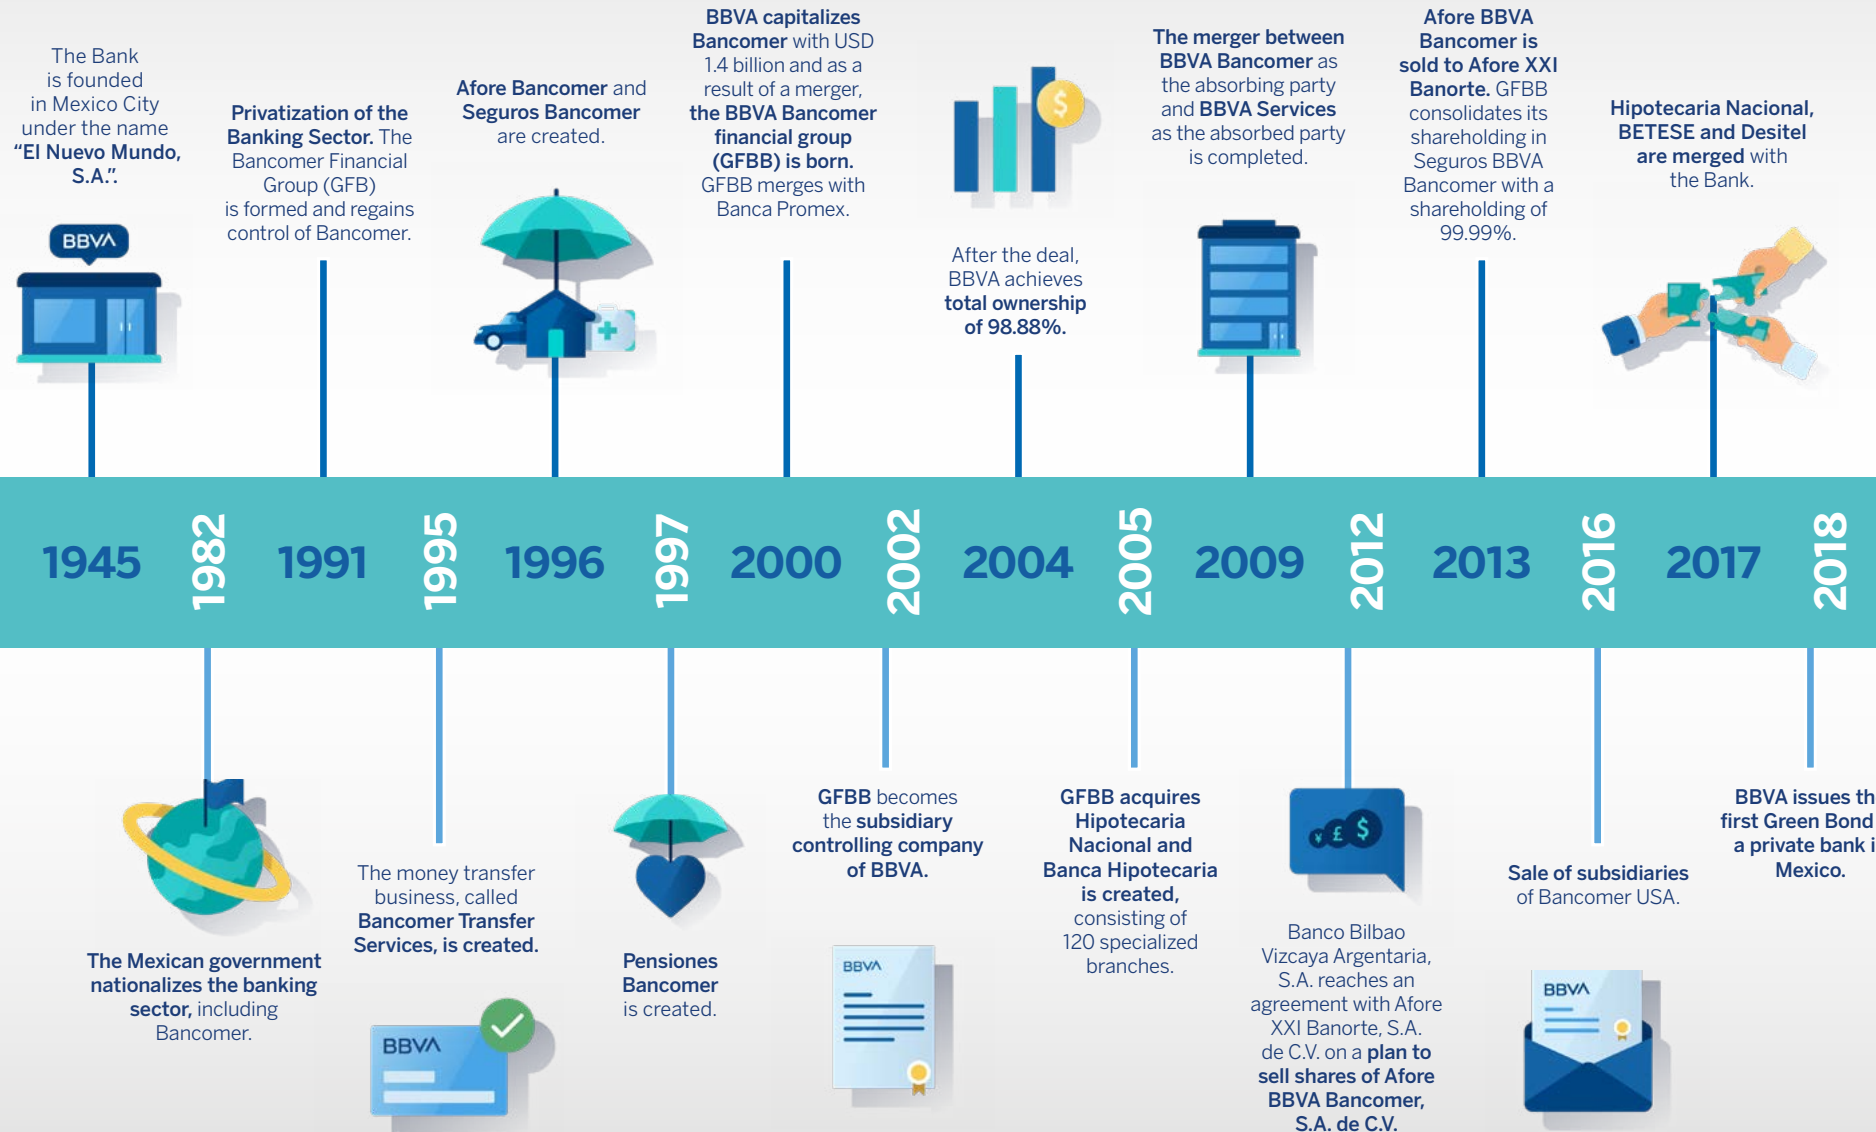 The Bank
is founded
in Mexico City
under the name
“El Nuevo Mundo,
S.A.”.
BBVA
Privatization of the
Banking Sector. The
Bancomer Financial
Group (GFB)
is formed and regains
control of Bancomer.
Afore Bancomer and
Seguros Bancomer
are created.
BBVA capitalizes
Bancomer with USD
1.4 billion and as a
result of a merger,
the BBVA Bancomer
financial group
(GFBB) is born.
GFBB merges with
Banca Promex.
$
After the deal,
BBVA achieves
total ownership
of 98.88%.
The merger between
BBVA Bancomer as
the absorbing party
and BBVA Services
as the absorbed party
is completed.
Afore BBVA
Bancomer is
sold to Afore XXI
Banorte. GFBB
consolidates its
shareholding in
Seguros BBVA
Bancomer with a
shareholding of
99.99%.
Hipotecaria Nacional,
BETESE and Desitel
are merged with
the Bank.
1945
1982
1991
1995
1996
1997
2000
2002
2004
2005
2009
2012
2013
2016
2017
2018
The Mexican government
nationalizes the banking
sector, including
Bancomer.
The money transfer
business, called
Bancomer Transfer
Services, is created.
BBVA
Pensiones
Bancomer
is created.
GFBB becomes
the subsidiary
controlling company
of BBVA.
BBVA
GFBB acquires
Hipotecaria
Nacional and
Banca Hipotecaria
is created,
consisting of
120 specialized
branches.
¥ £ $
Banco Bilbao
Vizcaya Argentaria,
S.A. reaches an
agreement with Afore
XXI Banorte, S.A.
de C.V. on a plan to
sell shares of Afore
BBVA Bancomer,
S.A. de C.V.
Sale of subsidiaries
of Bancomer USA.
BBVA
BBVA issues th
first Green Bond
a private bank i
Mexico.